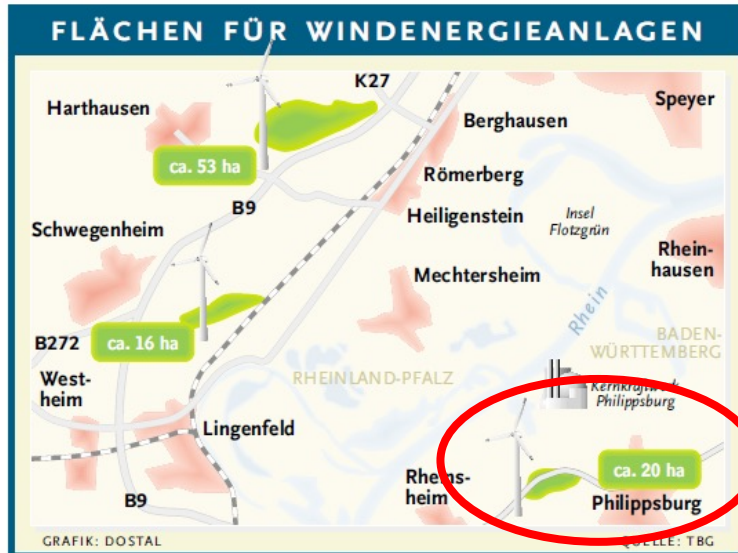 FLÄCHEN FÜR WINDENERGIEANLAGEN
K27
Harthausen
Speyer
Berghausen
ca. 53 ha
Römerberg
B9
Heiligenstein
Insel
Flotzgrün
Schwegenheim
Rhein-
hausen
Mechtersheim
Rhein
B272
ca. 16 ha
BADEN-
WÜRTTEMBERG
West-
heim
RHEINLAND-PFALZ
Kernkraftwerk
Philippsburg
Lingenfeld
ca. 20 ha
Rheins-
heim
Philippsburg
B9
GRAFIK: DOSTAL
QUELLE: TBG